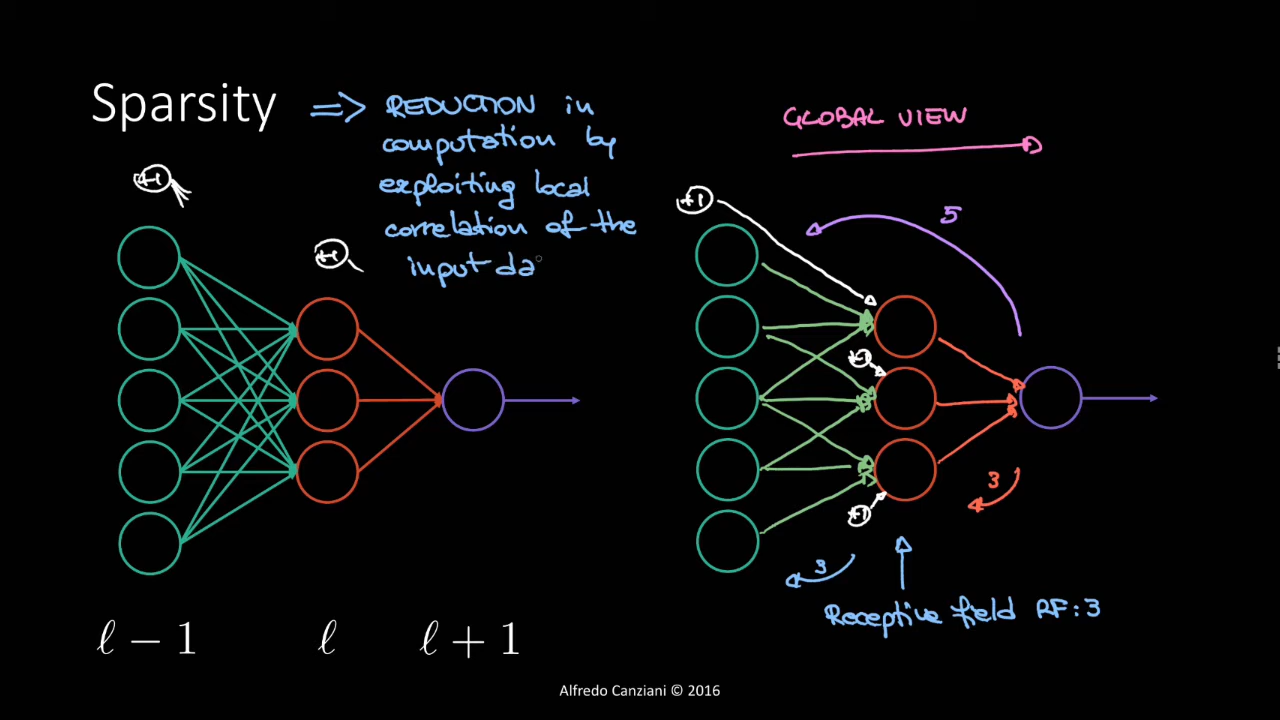 Sparsity
=> REDUCTION in
computation by
exploiting local
correlation of the
input da
GLOBAL VIEW
+1
+1
+1
+1
+1
5
3
3
Receptive field RF: 3
ℓ − 1
ℓ
ℓ + 1
Alfredo Canziani © 2016